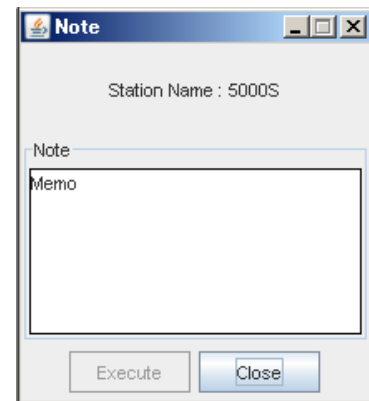 Note
Station Name : 5000S
Note
Memo
Execute
Close